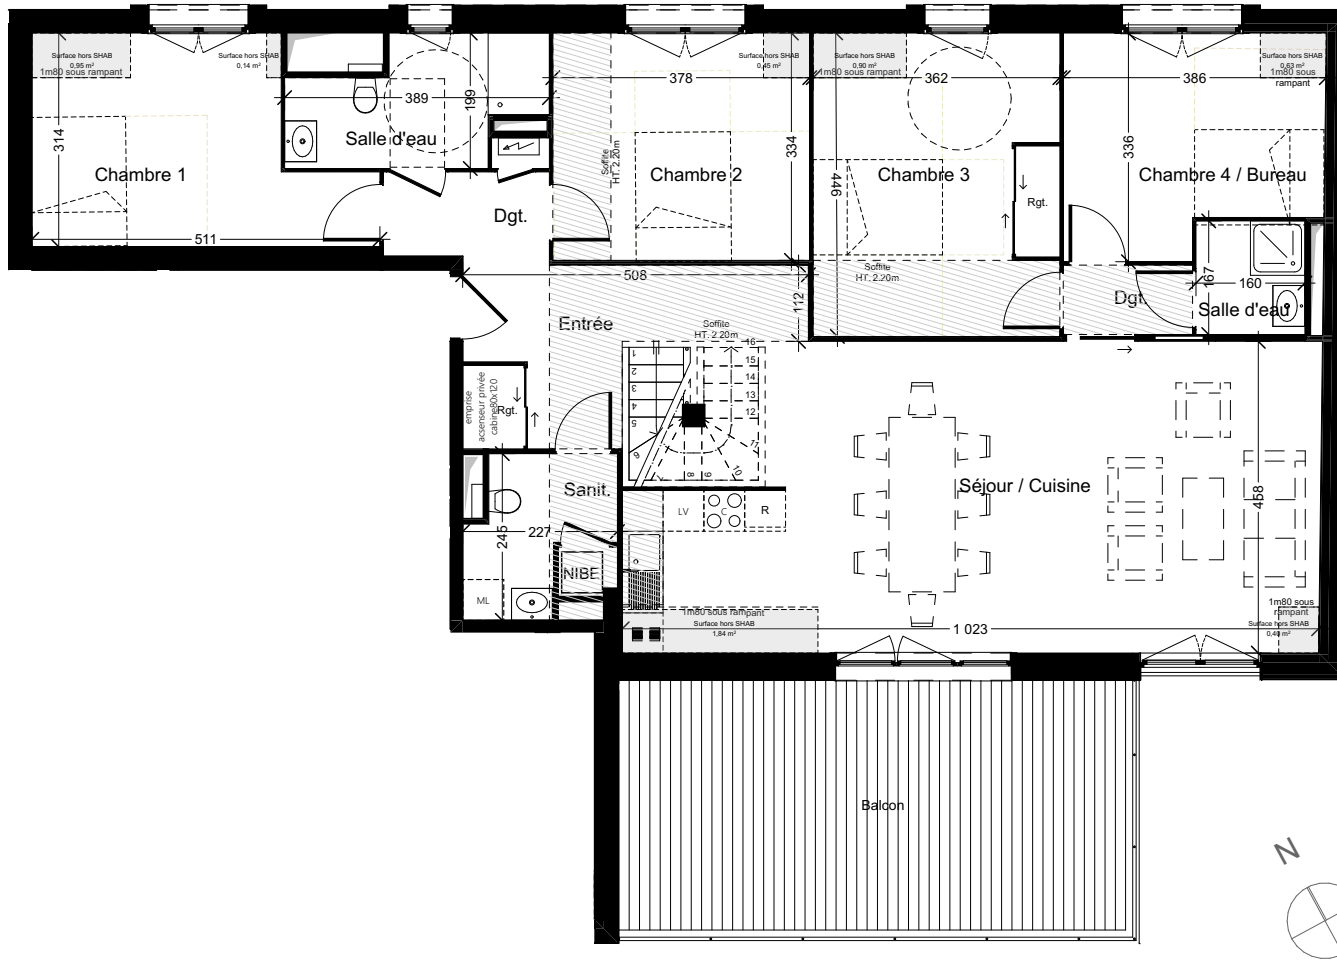 Surface hors SHAB
0,95 m²
1m80 sous rampant
Surface hors SHAB
0,14 m²
Surface hors SHAB
0,45 m²
Surface hors SHAB
0,90 m²
1m80 sous rampant
Surface hors SHAB
0,63 m²
1m80 sous
rampant
389
199
378
362
386
314
Salle d'eau
334
336
Soffite
HT. 2.20m
Chambre 1
Chambre 2
446
Chambre 3
Chambre 4 / Bureau
Rgt.
Dgt.
511
508
Soffite
HT. 2.20m
167
160
112
Dgt.
Salle d'eau
Entrée
Soffite
HT. 2.20m
1
2
3
4
5
6
8
9
10
11
12
13
14
15
16
emprise
acsenseur privée
cabine80x120
Rgt.
Sanit.
Séjour / Cuisine
458
LV
C
R
245
227
NIBE
ML
1m80 sous rampant
Surface hors SHAB
1,84 m²
1 023
1m80 sous
rampant
Surface hors SHAB
Balcon
N